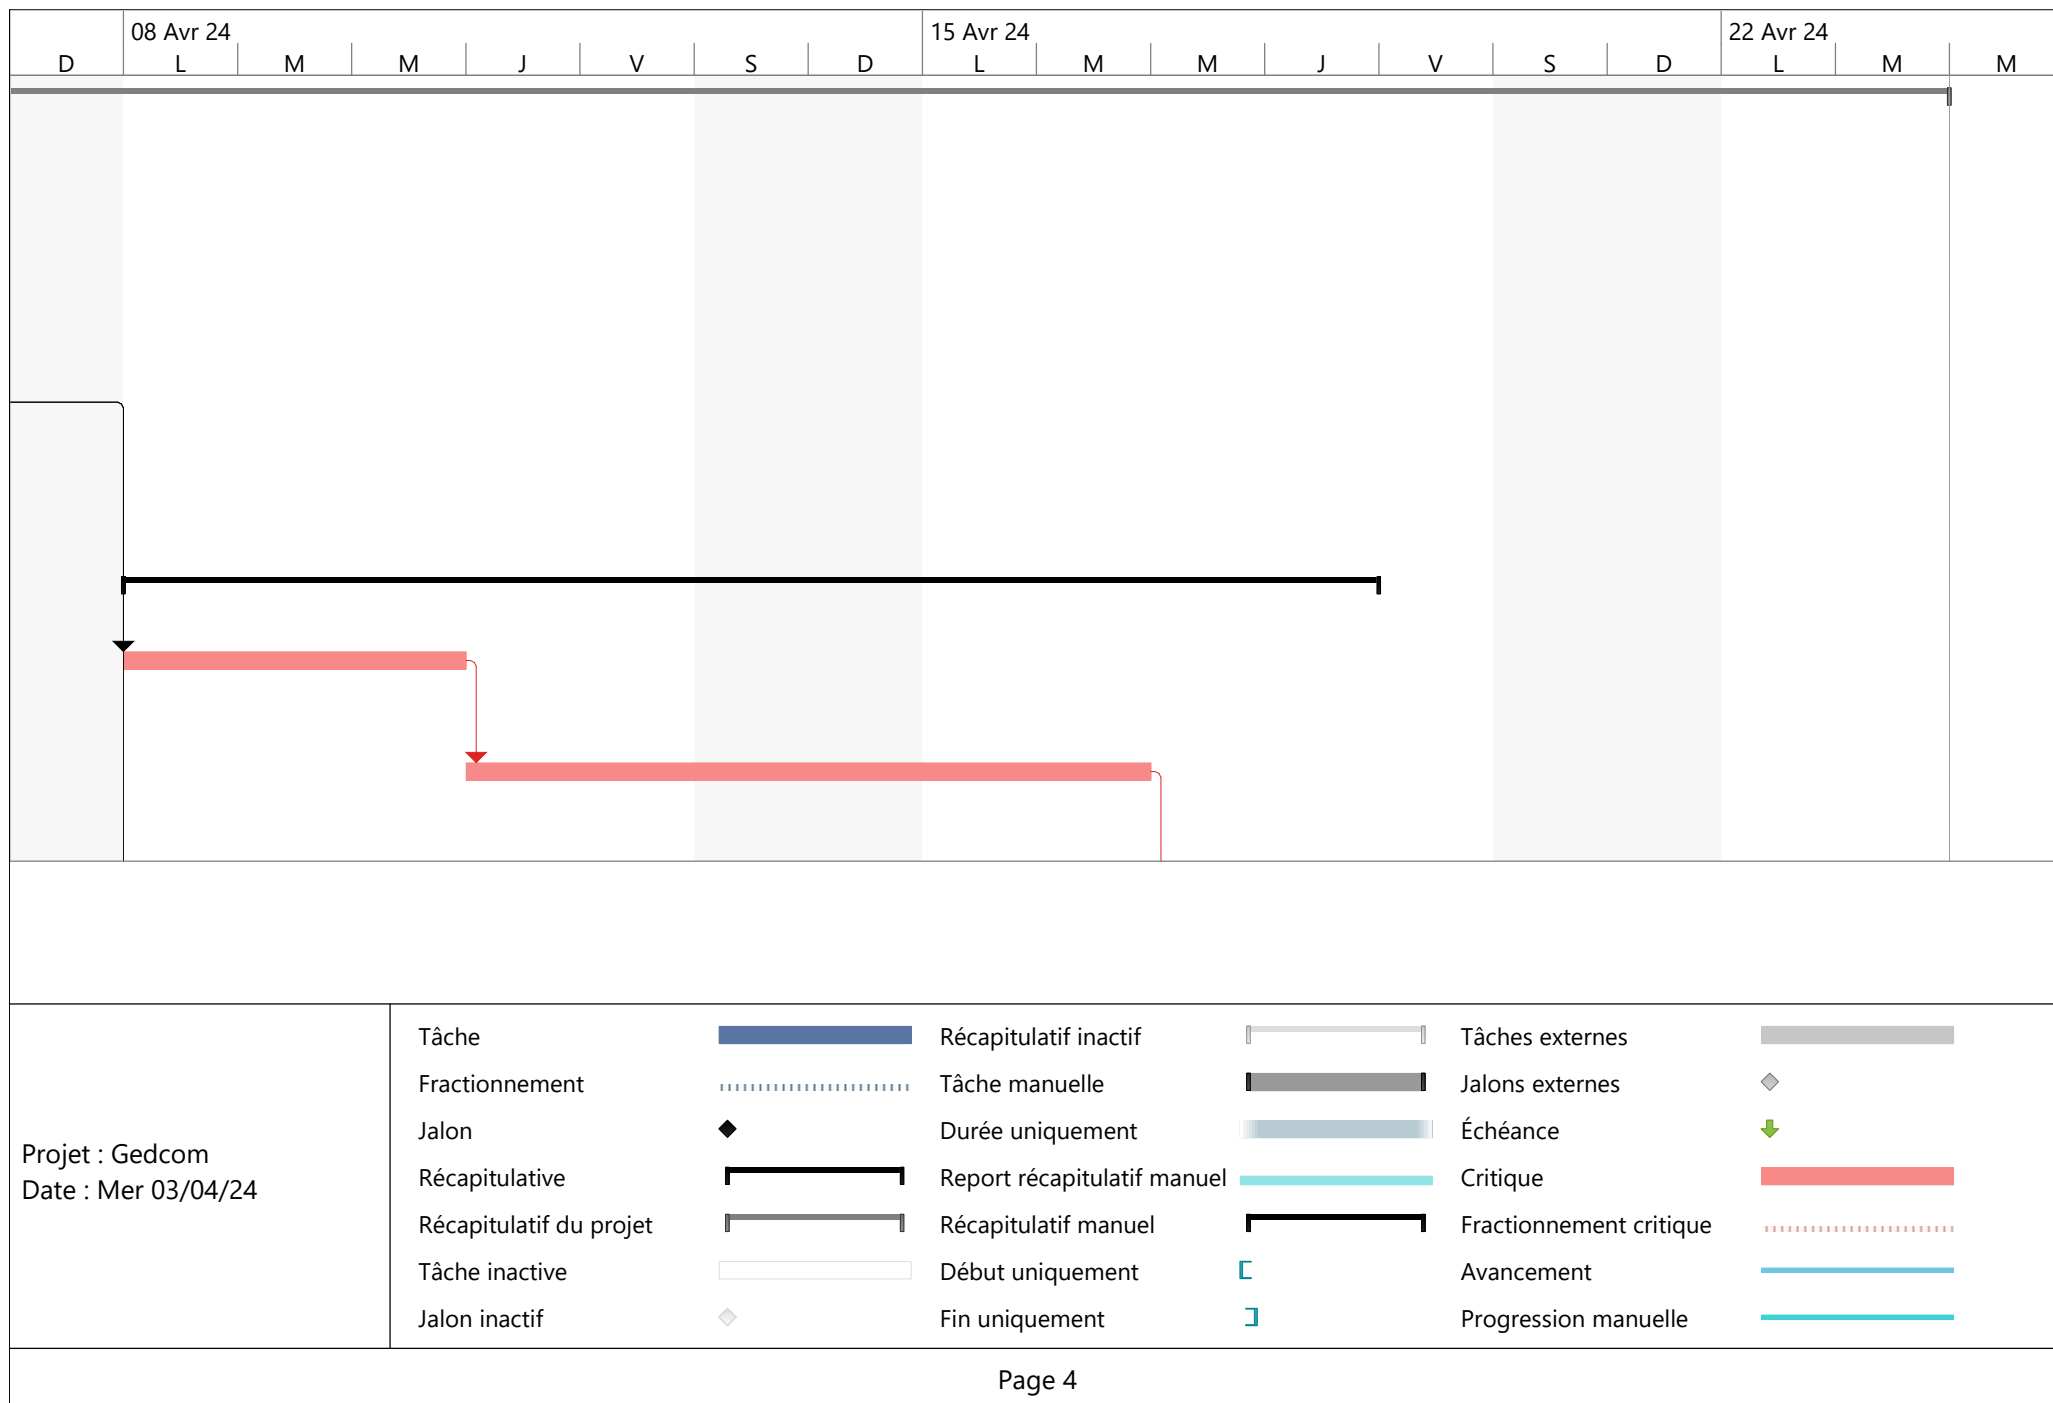 08 Avr 24 15 Avr 24 22 Avr 24
D L M M J V S D L M M J V S D L M M
Tâche Récapitulatif inactif Tâches externes
Fractionnement Tâche manuelle Jalons externes
Jalon Durée uniquement Échéance
Projet : Gedcom
Date : Mer 03/04/24
Récapitulative Report récapitulatif manuel Critique
Récapitulatif du projet Récapitulatif manuel Fractionnement critique
Tâche inactive Début uniquement Avancement
Jalon inactif Fin uniquement Progression manuelle
Page 4